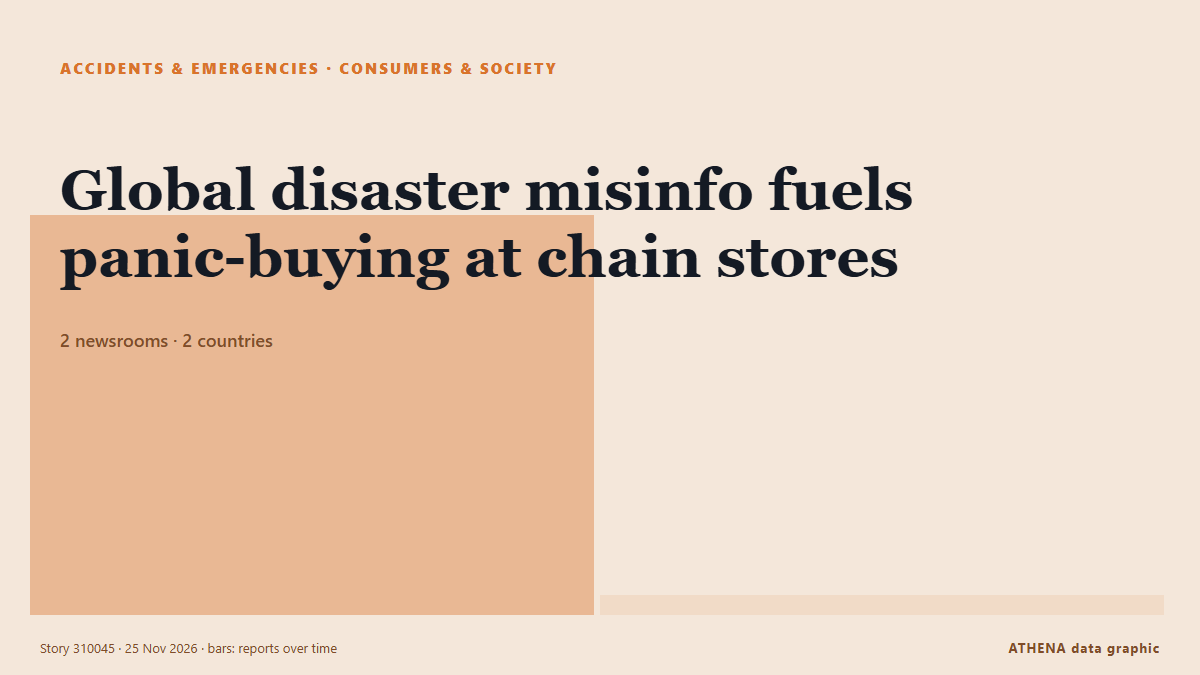 ACCIDENTS & EMERGENCIES · CONSUMERS & SOCIETY
Global disaster misinfo fuels
panic-buying at chain stores
2 newsrooms · 2 countries
Story 310045 · 25 Nov 2026 · bars: reports over time
ATHENA data graphic